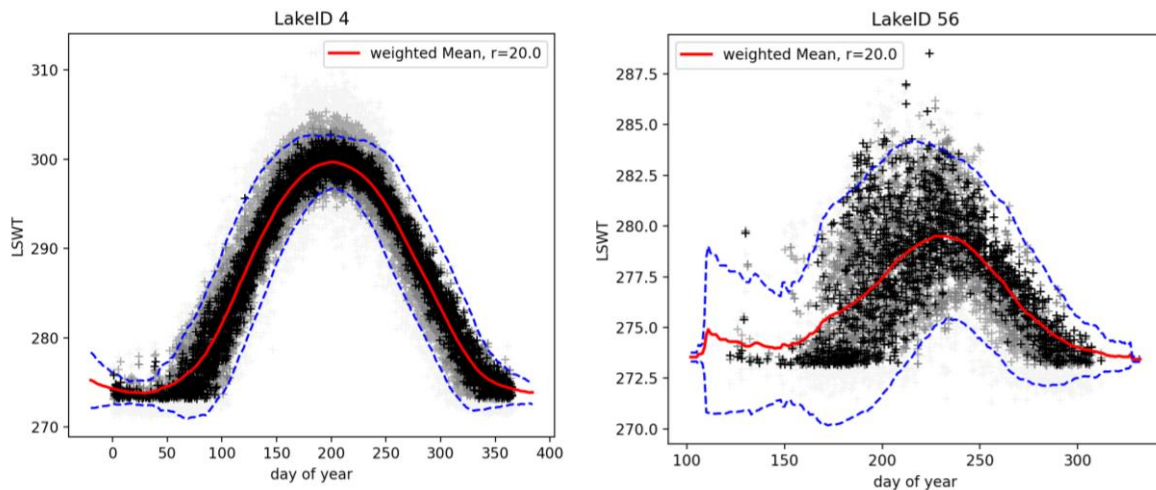 LakeID 4
weighted Mean, r=20.0
310
300
290
280
270
LSWT
0 50 100 150 200 250 300 350 400
day of year
LakeID 56
weighted Mean, r=20.0
287.5
285.0
282.5
280.0
277.5
275.0
272.5
270.0
LSWT
100 150 200 250 300
day of year